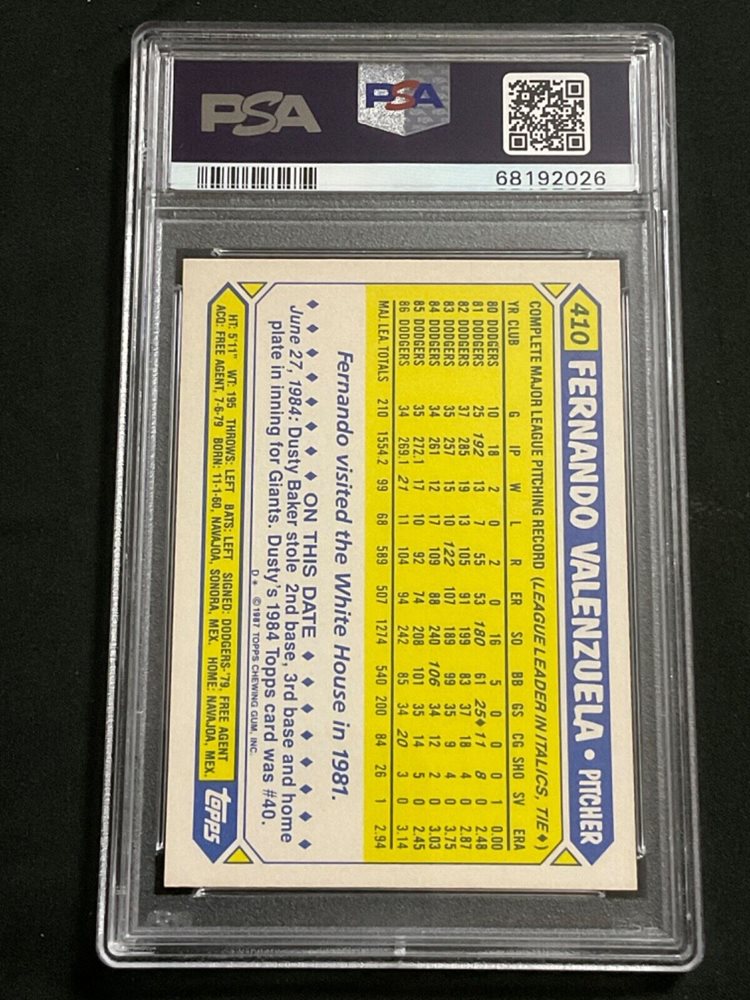 PSA
PSA
68192026
410 FERNANDO VALENZUELA • PITCHER
COMPLETE MAJOR LEAGUE PITCHING RECORD (LEAGUE LEADER IN ITALICS, TIE ♦)
YR CLUB G IP W L R ER SO BB GS CG SHO SV ERA
80 DODGERS 10 18 2 0 2 0 16 5 0 0 0 1 0.00
81 DODGERS 25 192 13 7 55 53 180 61 25♦ 11 8 0 2.48
82 DODGERS 37 285 19 13 105 91 199 83 37 18 4 0 2.87
83 DODGERS 35 257 15 10 122 107 189 99 35 9 4 0 3.75
84 DODGERS 34 261 12 17 109 88 240 106 34 12 2 0 3.03
85 DODGERS 35 272.1 17 10 92 74 208 101 35 14 5 0 2.45
86 DODGERS 34 269.1 21 11 104 94 242 85 34 20 3 0 3.14
MAJ. LEA. TOTALS 210 1554.2 99 68 589 507 1274 540 200 84 26 1 2.94
Fernando visited the White House in 1981.
♦ ♦ ♦ ♦ ♦ ♦ ♦ ♦ ON THIS DATE ♦ ♦ ♦ ♦ ♦ ♦ ♦ ♦
June 27, 1984: Dusty Baker stole 2nd base, 3rd base and home
plate in inning for Giants. Dusty's 1984 Topps card was #40.
D* © 1987 TOPPS CHEWING GUM, INC.
HT: 5'11" WT: 195 THROWS: LEFT BATS: LEFT SIGNED: DODGERS-'79, FREE AGENT
ACQ: FREE AGENT, 7-6-79 BORN: 11-1-60, NAVAJOA, SONORA, MEX. HOME: NAVAJOA, MEX.
TOPPS